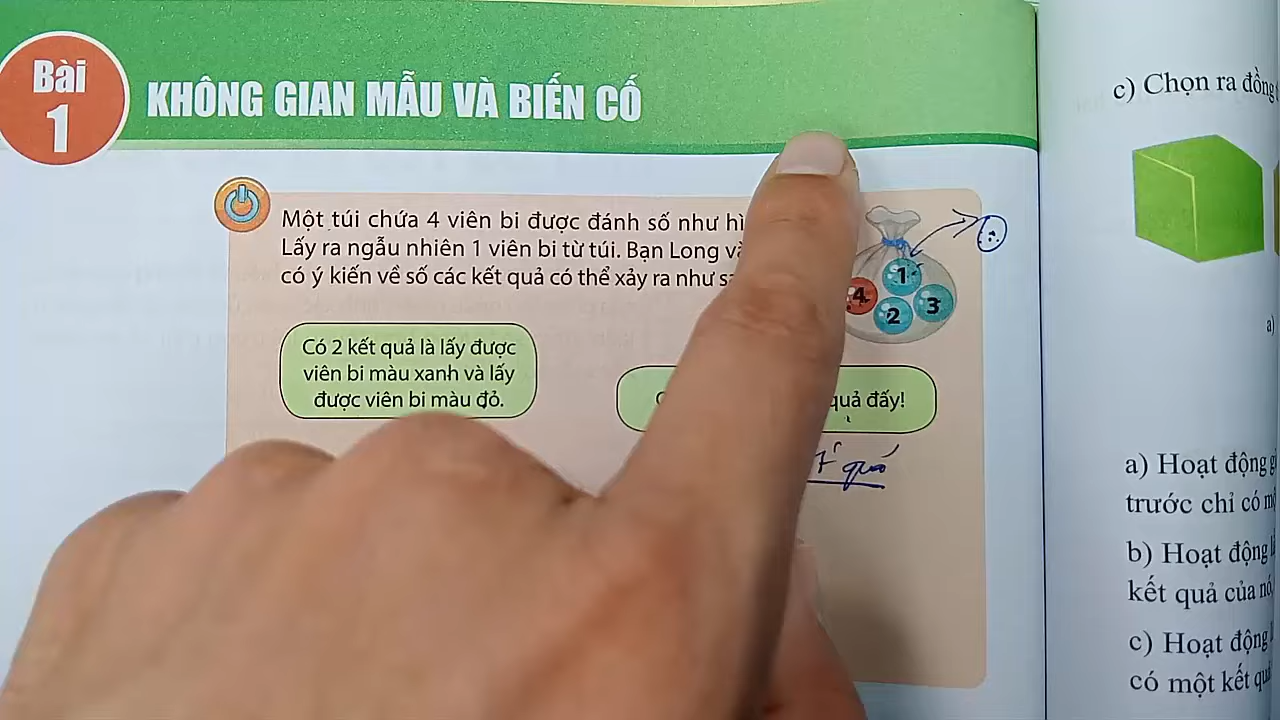 Bài
1
KHÔNG GIAN MẪU VÀ BIẾN CỐ
Một túi chứa 4 viên bi được đánh số như
Lấy ra ngẫu nhiên 1 viên bi từ túi. Bạn Long
có ý kiến về số các kết quả có thể xảy ra như
1
4
3
2
Có 2 kết quả là lấy được
viên bi màu xanh và lấy
được viên bi màu đỏ.
quả đấy!
quả
c) Chọn ra đồng
a)
a) Hoạt động
trước chỉ có
b) Hoạt động
kết quả của nó
c) Hoạt động
có một kết quả